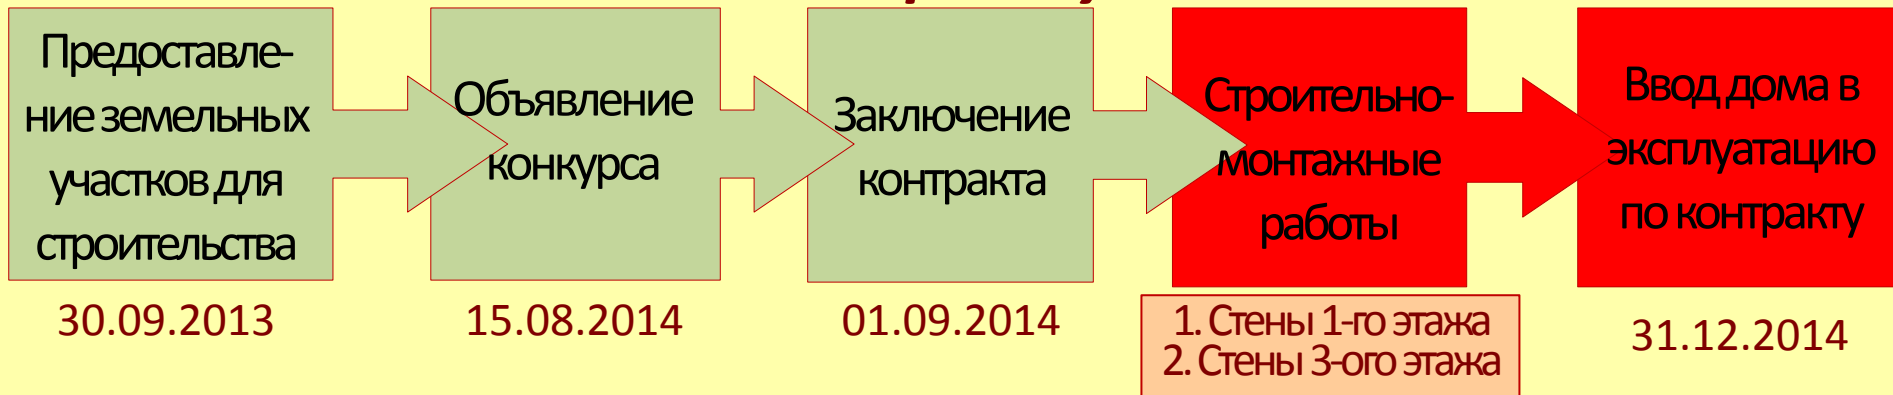 Предоставле-
ние земельных
участков для
строительства
30.09.2013
Объявление
конкурса
15.08.2014
Заключение
контракта
01.09.2014
Строительно-
монтажные
работы
1. Стены 1-го этажа
2. Стены 3-ого этажа
Ввод дома в
эксплуатацию
по контракту
31.12.2014